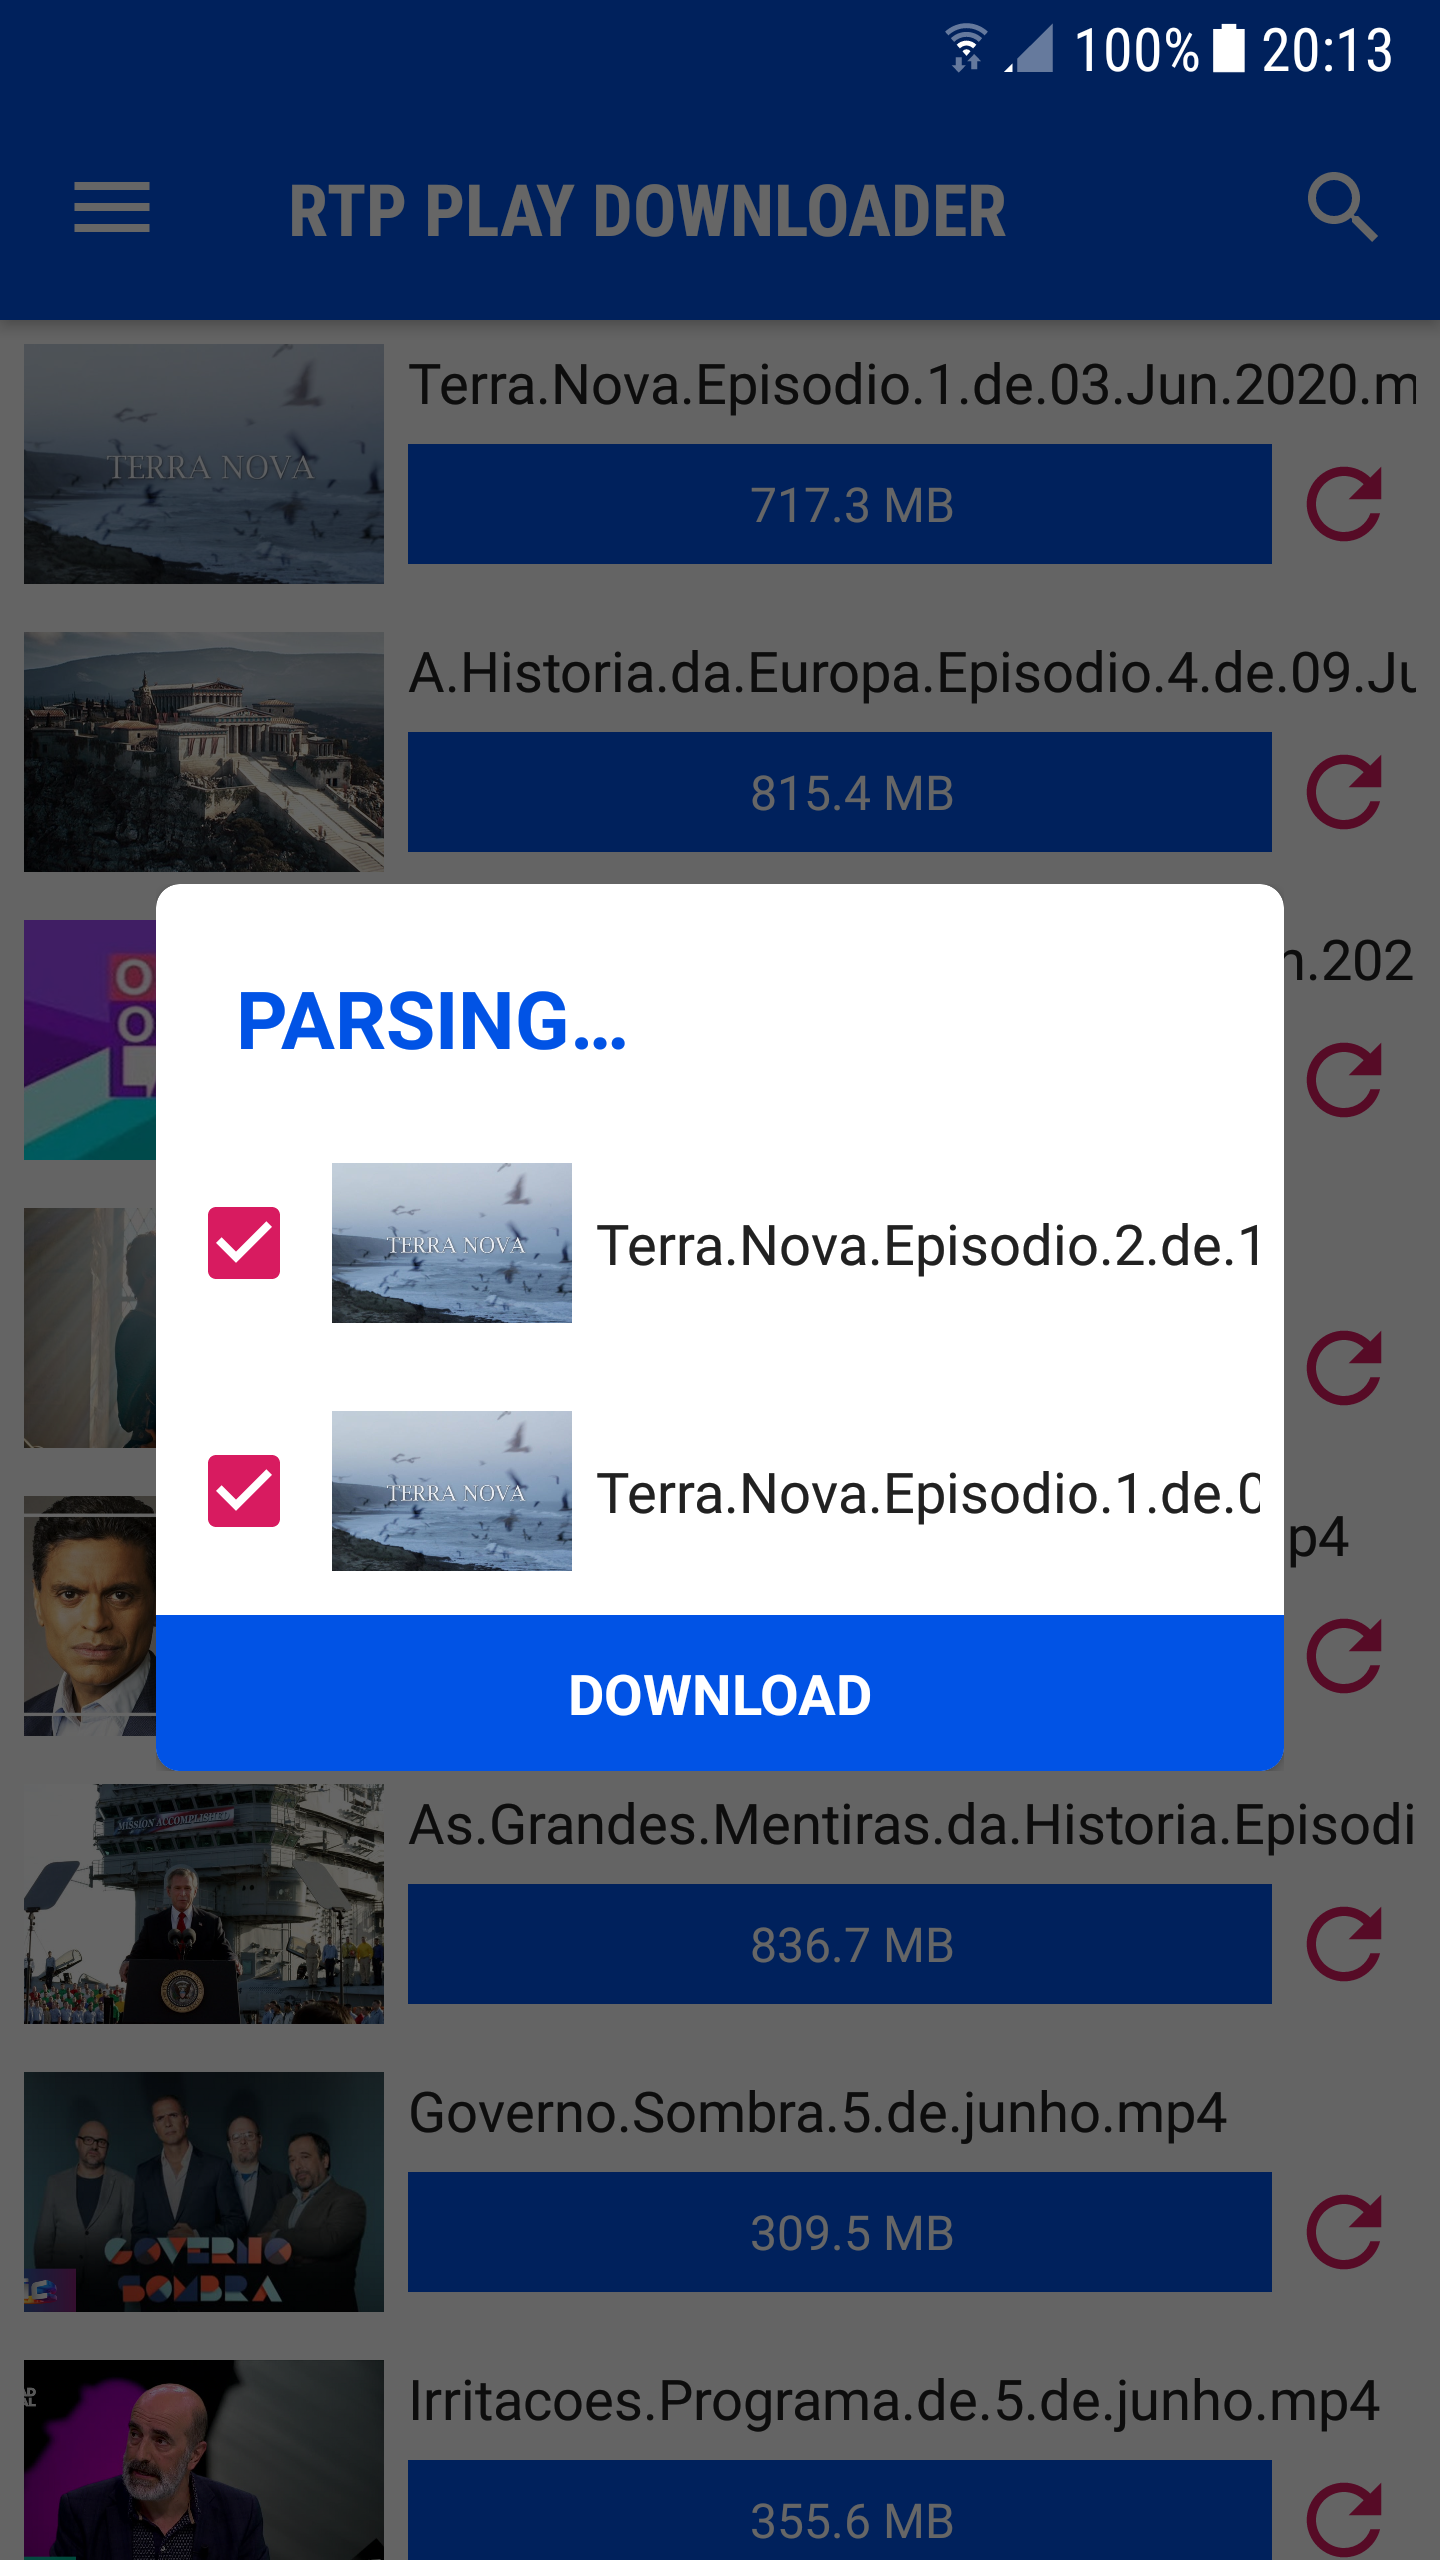 100% 20:13
RTP PLAY DOWNLOADER
Terra.Nova.Episodio.1.de.03.Jun.2020.m
TERRA NOVA
717.3 MB
A.Historia.da.Europa.Episodio.4.de.09.Ju
815.4 MB
n.202
PARSING...
TERRA NOVA
Terra.Nova.Episodio.2.de.1
TERRA NOVA
Terra.Nova.Episodio.1.de.0
p4
DOWNLOAD
MISSION ACCOMPLISHED
As.Grandes.Mentiras.da.Historia.Episodi
836.7 MB
Governo.Sombra.5.de.junho.mp4
GOVERNO
SOMBRA
309.5 MB
Irritacoes.Programa.de.5.de.junho.mp4
355.6 MB